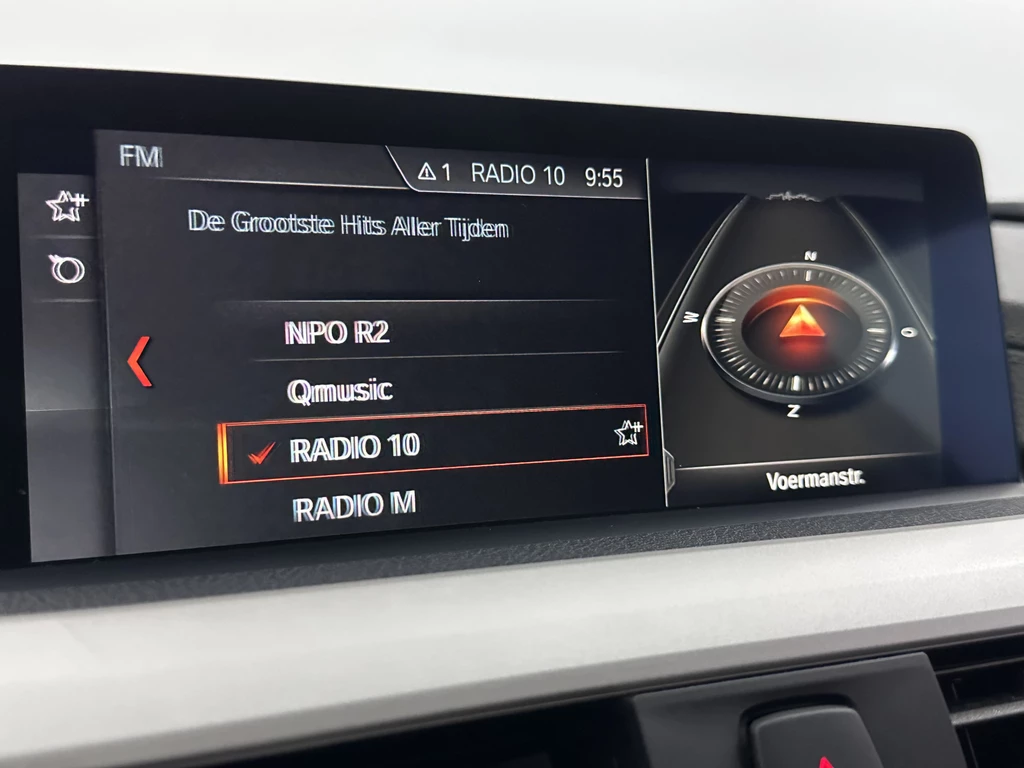 FM
1 RADIO 10 9:55
De Grootste Hits Aller Tijden
NPO R2
Qmusic
RADIO 10
RADIO M
N
W
O
Z
Voermanstr.